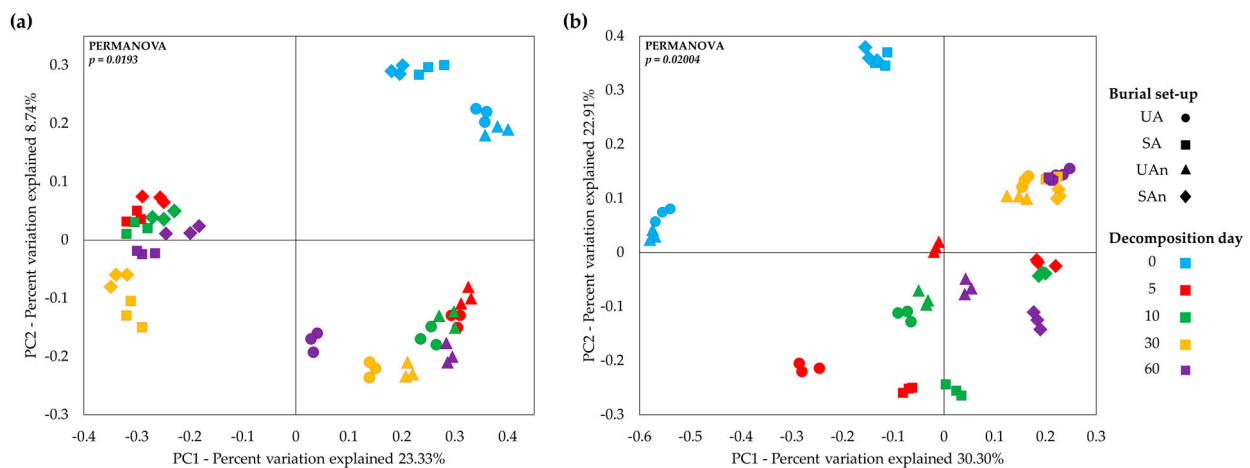 (a)
PERMANOVA
p = 0.0193
PC2 - Percent variation explained 8.74%
0.3
0.2
0.1
0
-0.1
-0.2
-0.3
-0.4 -0.3 -0.2 -0.1 0 0.1 0.2 0.3 0.4
PC1 - Percent variation explained 23.33%
(b)
PERMANOVA
p = 0.02004
PC2 - Percent variation explained 22.91%
0.4
0.3
0.2
0.1
0
-0.1
-0.2
-0.3
-0.6 -0.5 -0.4 -0.3 -0.2 -0.1 0 0.1 0.2 0.3
PC1 - Percent variation explained 30.30%
Burial set-up
UA
SA
UAn
SAn
Decomposition day
0
5
10
30
60